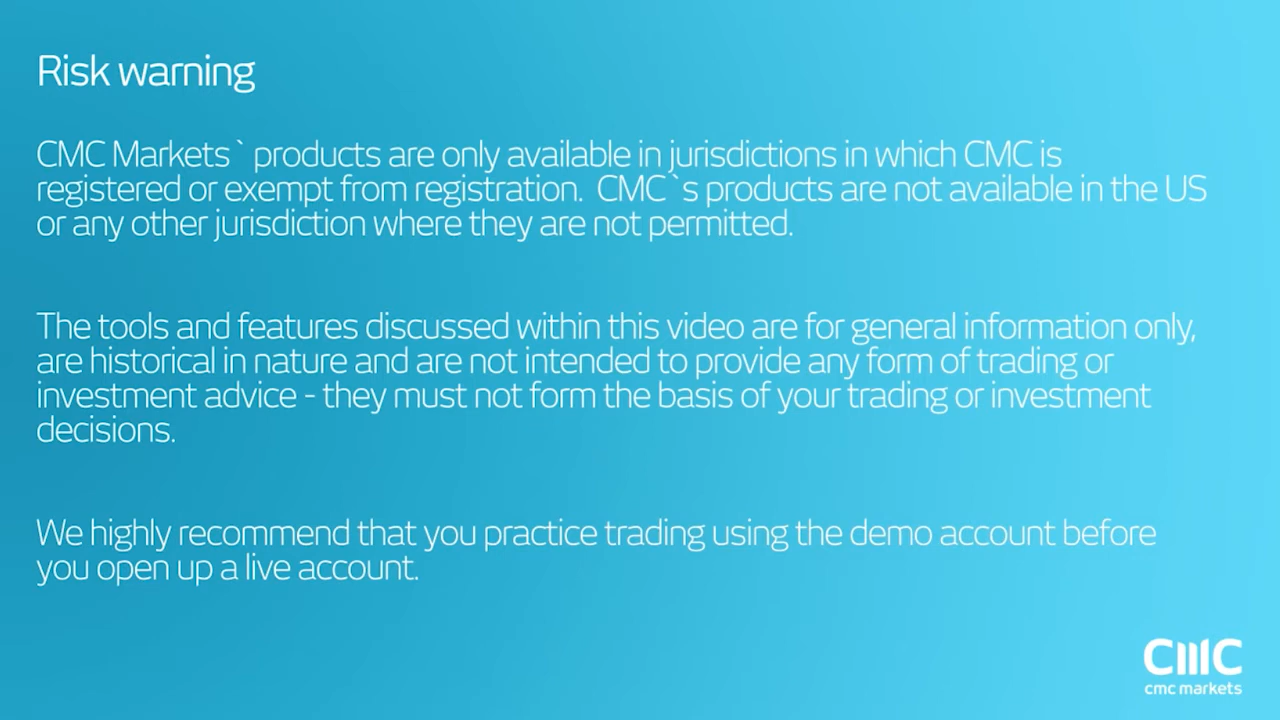 Risk warning
CMC Markets` products are only available in jurisdictions in which CMC is
registered or exempt from registration.  CMC`s products are not available in the US
or any other jurisdiction where they are not permitted.
The tools and features discussed within this video are for general information only,
are historical in nature and are not intended to provide any form of trading or
investment advice - they must not form the basis of your trading or investment
decisions.
We highly recommend that you practice trading using the demo account before
you open up a live account.
CMC
cmc markets